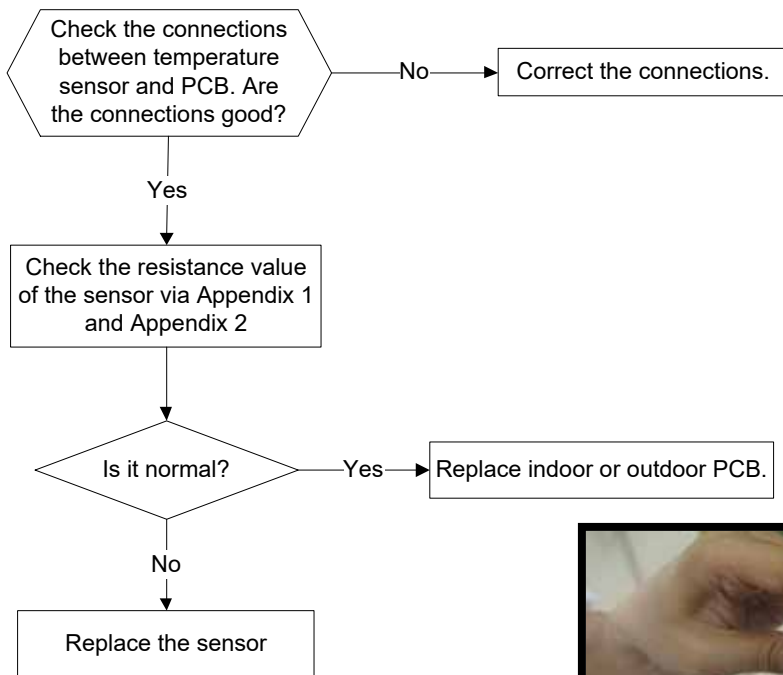 Check the connections
between temperature
sensor and PCB. Are
the connections good?
No
Correct the connections.
Yes
Check the resistance value
of the sensor via Appendix 1
and Appendix 2
Is it normal?
Yes
Replace indoor or outdoor PCB.
No
Replace the sensor